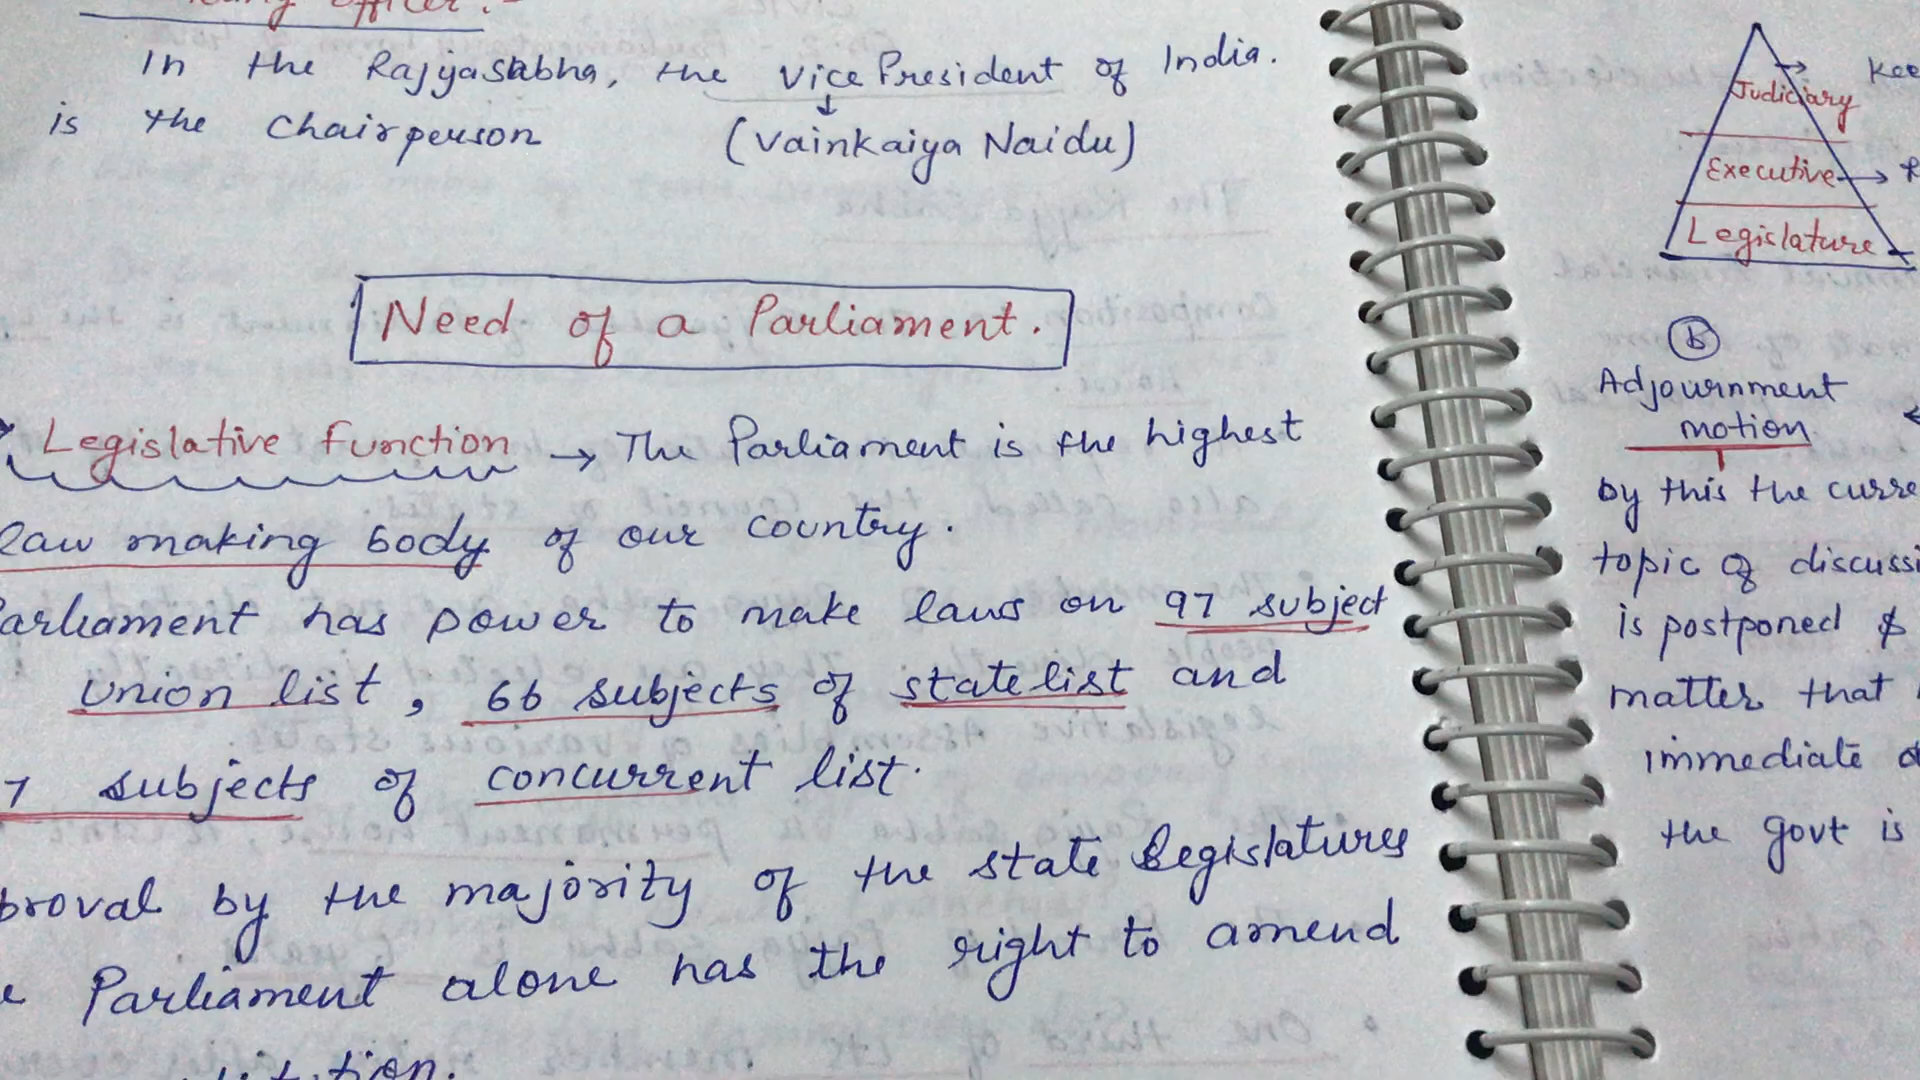 officer:-
In the Rajyasabha, the Vice President of India.
is the Chairperson (Vainkaiya Naidu)
Need of a Parliament.
Legislative Function → The Parliament is the highest
law making body of our country.
arliament has power to make laws on 97 subject
Union list, 66 subjects of state list and
7 subjects of concurrent list.
proval by the majority of the state legislatures
Parliament alone has the right to amend
Judiciary →
Executive →
Legislature
B
Adjournment
motion
by this the curre
topic of discussi
is postponed &
matter that
immediate
the govt is